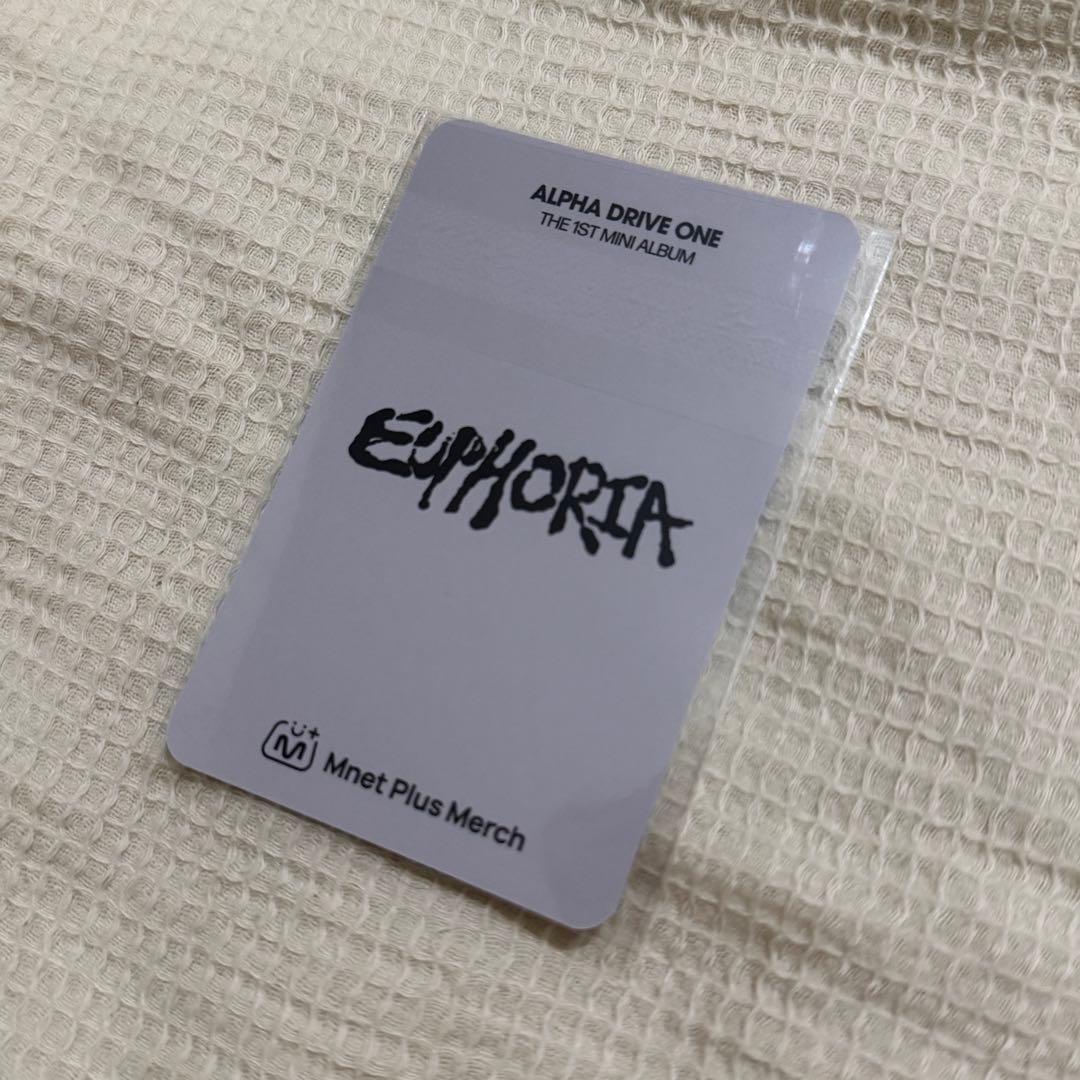 ALPHA DRIVE ONE
THE 1ST MINI ALBUM
EUPHORIA
M Mnet Plus Merch